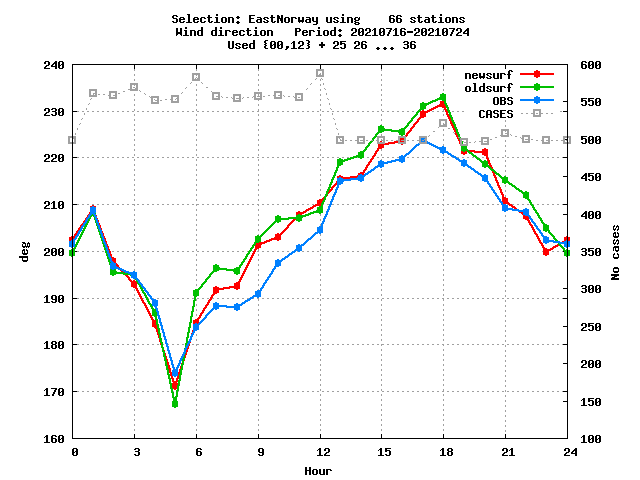 Selection: EastNorway using    66 stations
Wind direction   Period: 20210716-20210724
Used {00,12} + 25 26 ... 36
newsurf
oldsurf
OBS
CASES
240
230
220
210
200
190
180
170
160
deg
600
550
500
450
400
350
300
250
200
150
100
No cases
0 3 6 9 12 15 18 21 24
Hour